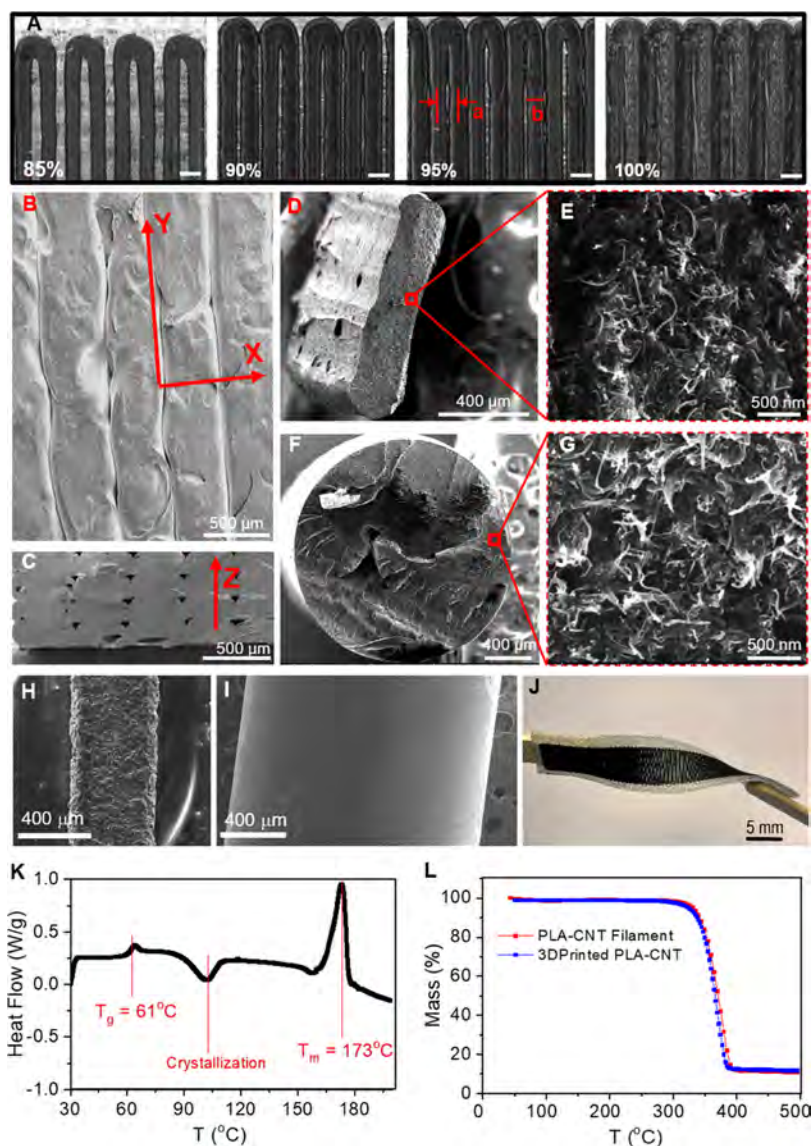 A
85%
90%
95%
a
b
100%
B
Y
X
500 µm
C
Z
500 µm
D
400 µm
E
500 nm
F
400 µm
G
500 nm
H
400 µm
I
400 µm
J
5 mm
K
1.0
0.5
0.0
-0.5
-1.0
Heat Flow (W/g)
Tg = 61°C
Crystallization
Tm = 173°C
30
60
90
120
150
180
T (°C)
L
100
80
60
40
20
0
Mass (%)
PLA-CNT Filament
3DPrinted PLA-CNT
0
100
200
300
400
500
T (°C)